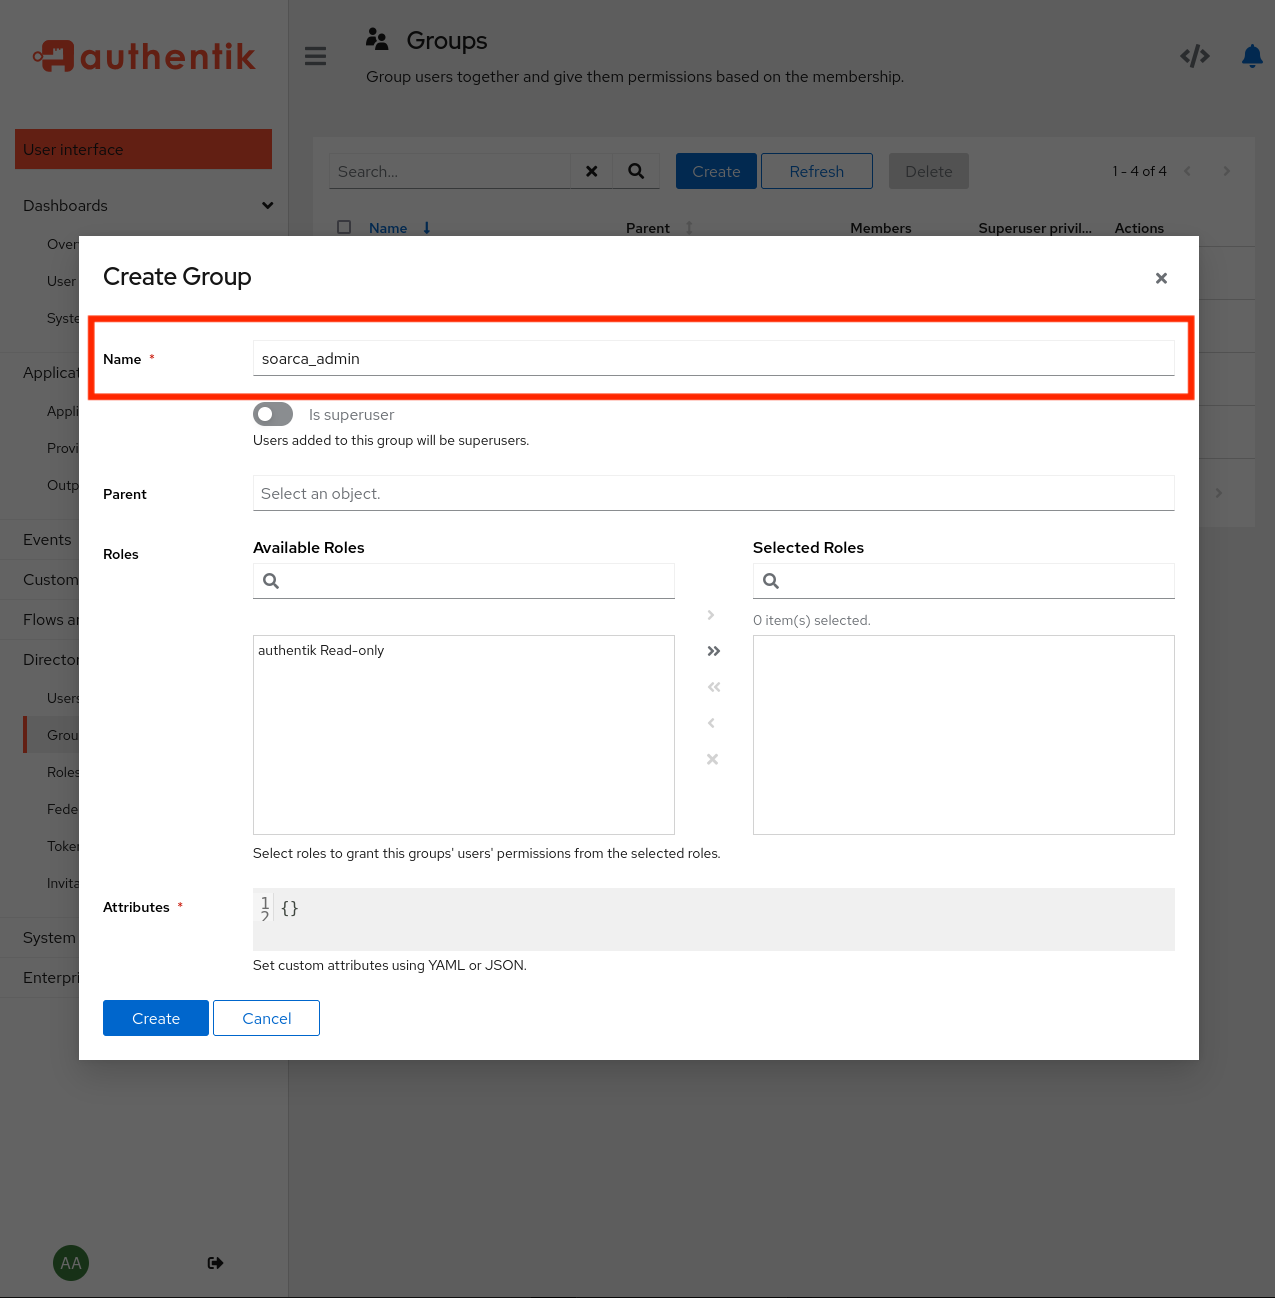 authentik
Groups
Group users together and give them permissions based on the membership.
User interface
Search...
Create
Refresh
Delete
1 - 4 of 4
Dashboards
Name
Parent
Members
Superuser privil...
Actions
Over
User
Syste
Applicat
Appli
Provi
Outp
Events
Custom
Flows ar
Director
Users
Grou
Roles
Fede
Toker
Invita
System
Enterpri
AA
Create Group
Name *
soarca_admin
Is superuser
Users added to this group will be superusers.
Parent
Select an object.
Roles
Available Roles
Selected Roles
0 item(s) selected.
authentik Read-only
Select roles to grant this groups' users' permissions from the selected roles.
Attributes *
1 {}
2
Set custom attributes using YAML or JSON.
Create
Cancel